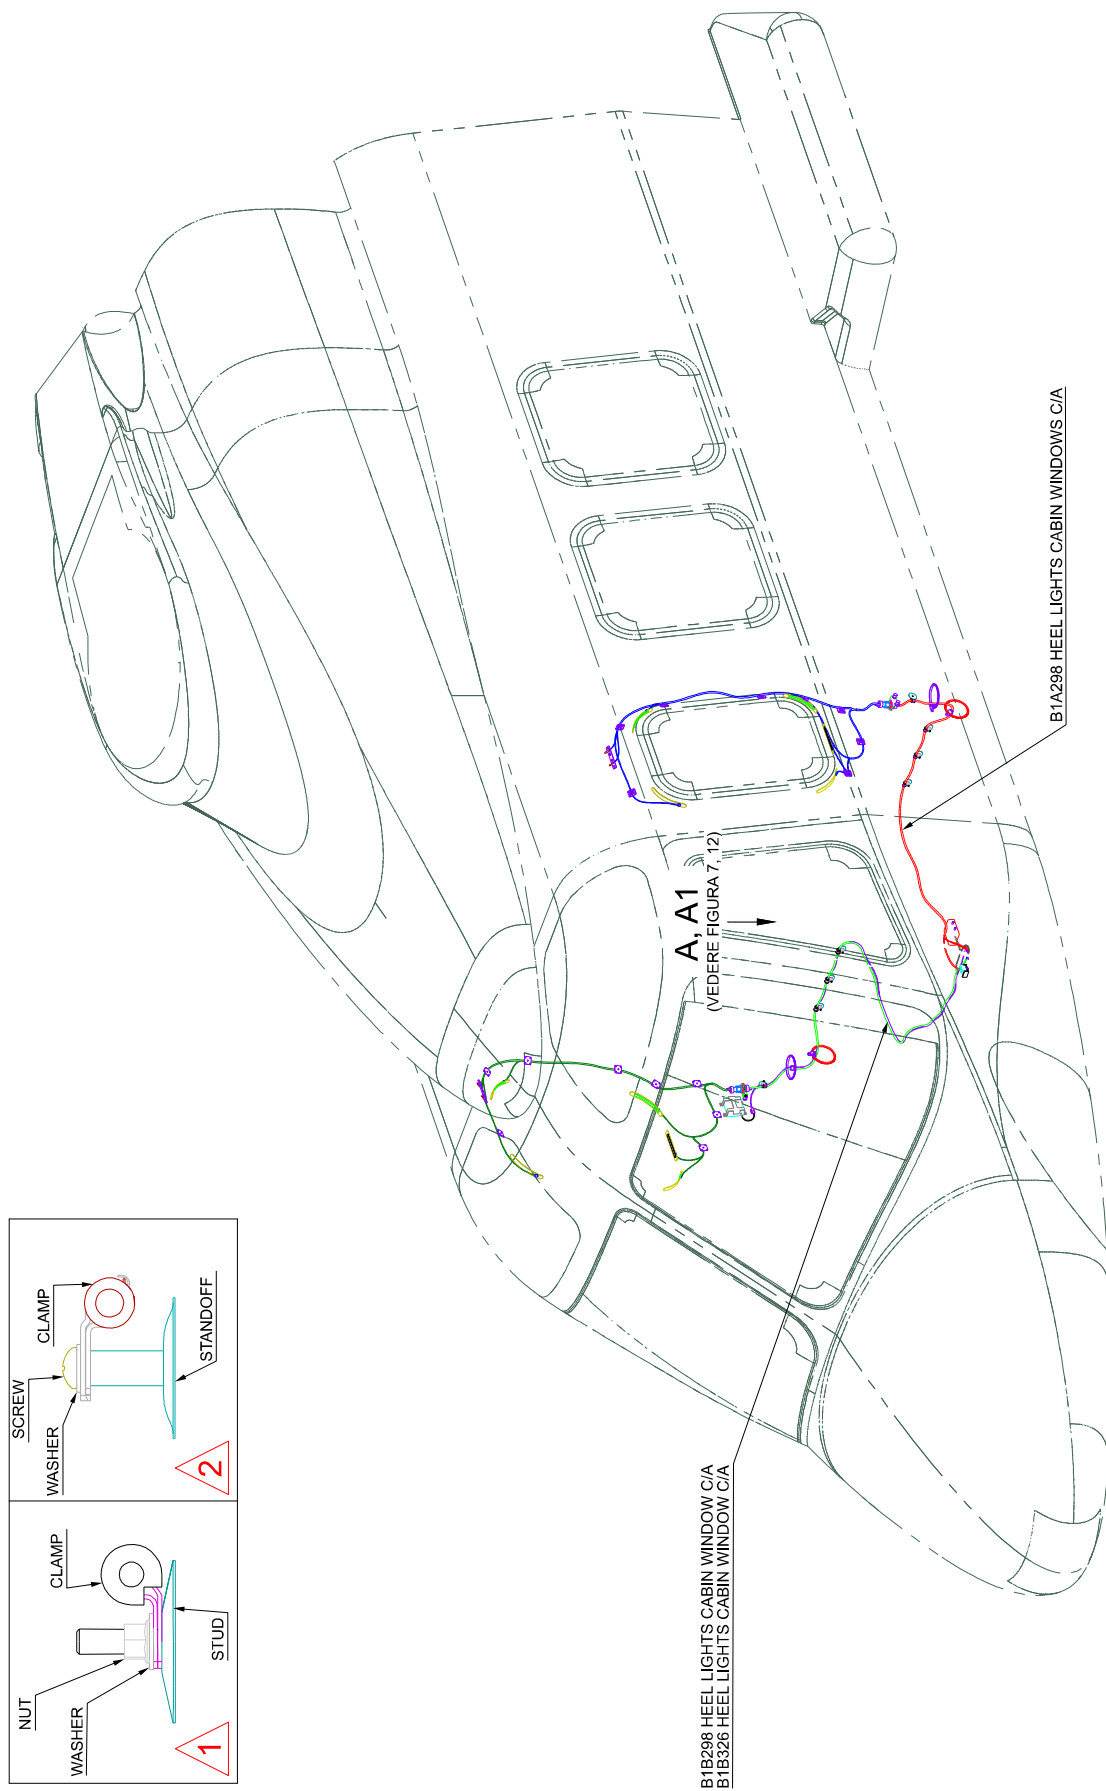 NUT
WASHER
CLAMP
STUD
1
SCREW
WASHER
CLAMP
STANDOFF
2
A, A1
(VEDERE FIGURA 7, 12)
B1B298 HEEL LIGHTS CABIN WINDOW C/A
B1B326 HEEL LIGHTS CABIN WINDOW C/A
B1A298 HEEL LIGHTS CABIN WINDOWS C/A